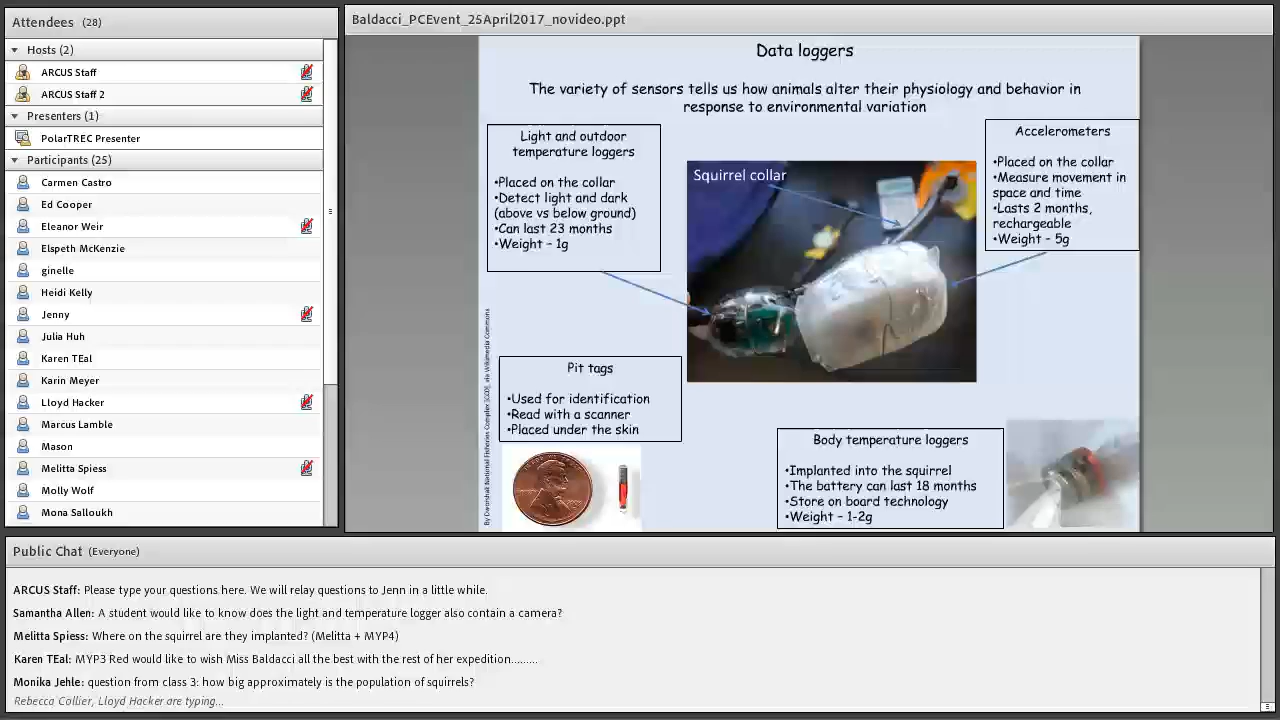 Attendees (28)
Hosts (2)
ARCUS Staff
ARCUS Staff 2
Presenters (1)
PolarTREC Presenter
Participants (25)
Carmen Castro
Ed Cooper
Eleanor Weir
Elspeth McKenzie
ginelle
Heidi Kelly
Jenny
Julia Huh
Karen TEal
Karin Meyer
Lloyd Hacker
Marcus Lamble
Mason
Melitta Spiess
Molly Wolf
Mona Salloukh
Baldacci_PCEvent_25April2017_novideo.ppt
Data loggers
The variety of sensors tells us how animals alter their physiology and behavior in
response to environmental variation
Light and outdoor
temperature loggers
•Placed on the collar
•Detect light and dark
(above vs below ground)
•Can last 23 months
•Weight – 1g
Squirrel collar
Accelerometers
•Placed on the collar
•Measure movement in
space and time
•Lasts 2 months,
rechargeable
•Weight – 5g
Pit tags
•Used for identification
•Read with a scanner
•Placed under the skin
By Dworshak National Fisheries Complex [CC0], via Wikimedia Commons
Body temperature loggers
•Implanted into the squirrel
•The battery can last 18 months
•Store on board technology
•Weight – 1-2g
Public Chat (Everyone)
ARCUS Staff: Please type your questions here. We will relay questions to Jenn in a little while.
Samantha Allen: A student would like to know does the light and temperature logger also contain a camera?
Melitta Spiess: Where on the squirrel are they implanted? (Melitta + MYP4)
Karen TEal: MYP3 Red would like to wish Miss Baldacci all the best with the rest of her expedition.........
Monika Jehle: question from class 3: how big approximately is the population of squirrels?
Rebecca Collier, Lloyd Hacker are typing...